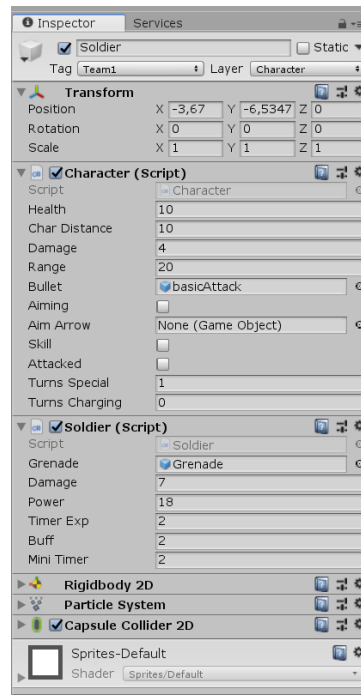 Inspector Services
Soldier Static
Tag Team1 Layer Character
Transform
Position X -3,67 Y -6,5347 Z 0
Rotation X 0 Y 0 Z 0
Scale X 1 Y 1 Z 1
Character (Script)
Script Character
Health 10
Char Distance 10
Damage 4
Range 20
Bullet basicAttack
Aiming
Aim Arrow None (Game Object)
Skill
Attacked
Turns Special 1
Turns Charging 0
Soldier (Script)
Script Soldier
Grenade Grenade
Damage 7
Power 18
Timer Exp 2
Buff 2
Mini Timer 2
Rigidbody 2D
Particle System
Capsule Collider 2D
Sprites-Default
Shader Sprites/Default